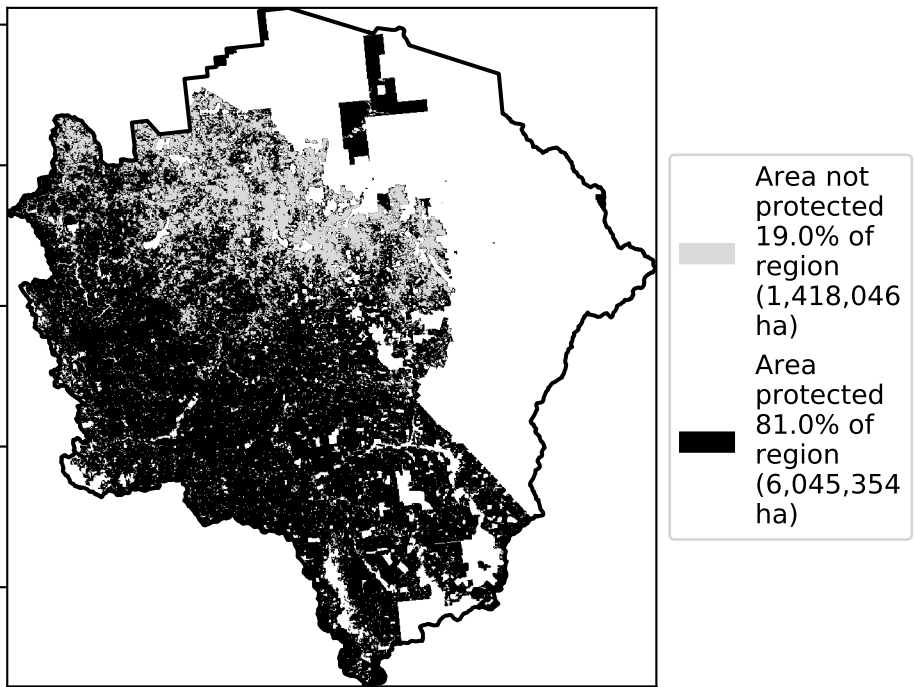 Area not
protected
19.0% of
region
(1,418,046
ha)
Area
protected
81.0% of
region
(6,045,354
ha)